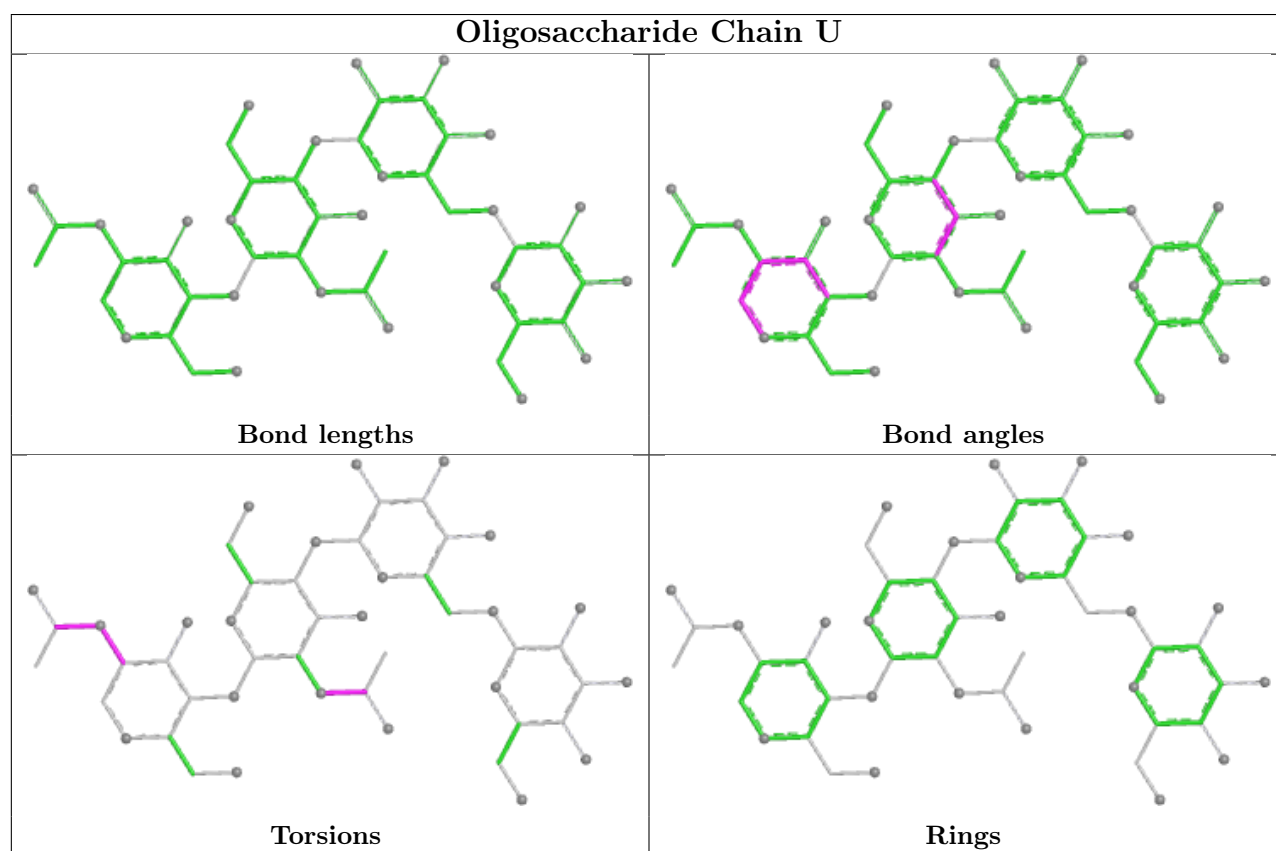 Oligosaccharide Chain U
Bond lengths
Bond angles
Torsions
Rings